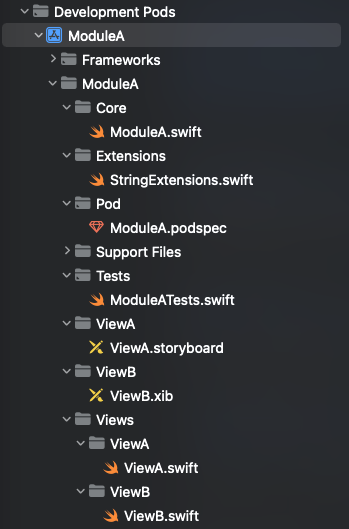 Development Pods
ModuleA
Frameworks
ModuleA
Core
ModuleA.swift
Extensions
StringExtensions.swift
Pod
ModuleA.podspec
Support Files
Tests
ModuleATests.swift
ViewA
ViewA.storyboard
ViewB
ViewB.xib
Views
ViewA
ViewA.swift
ViewB
ViewB.swift